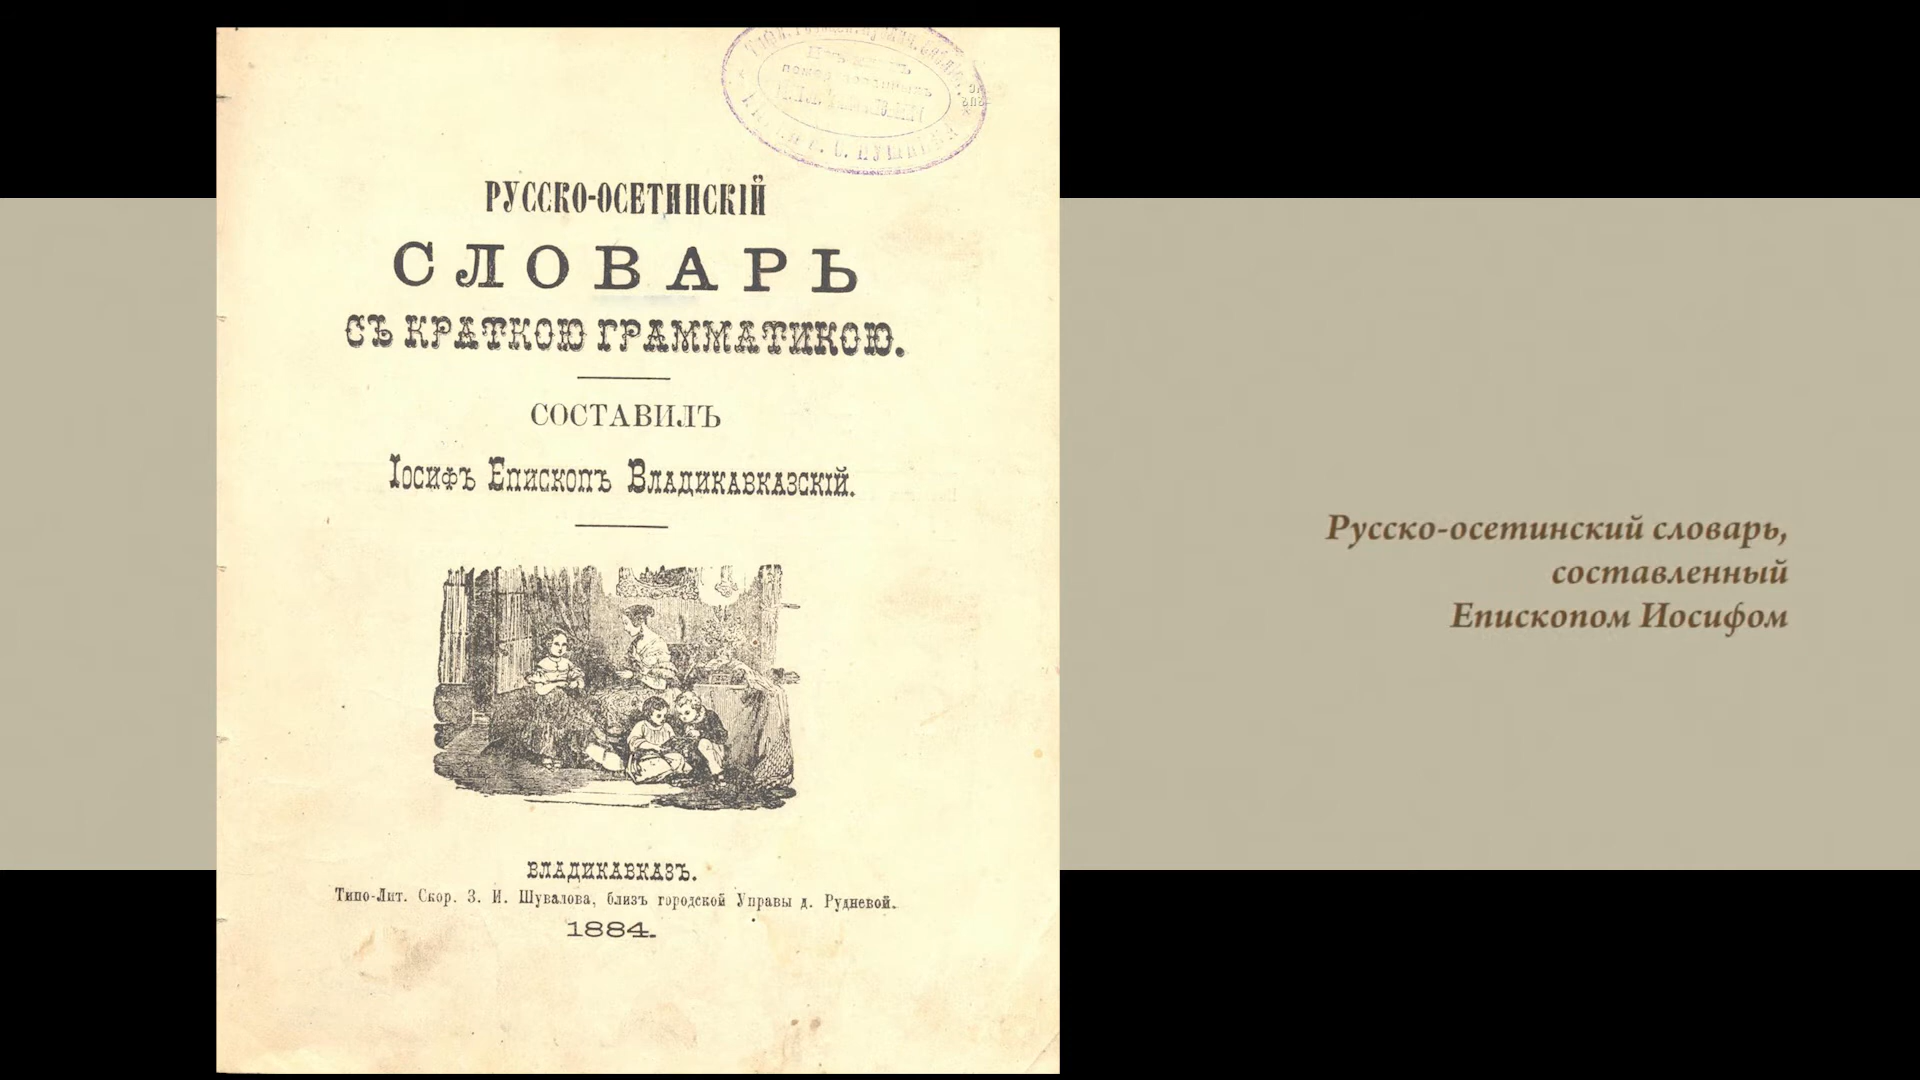 РУССКО-ОСЕТИНСКІЙ
СЛОВАРЬ
СЪ КРАТКОЮ ГРАММАТИКОЮ.
СОСТАВИЛЪ
Іосифъ Епископъ Владикавказскій.
ВЛАДИКАВКАЗЪ.
Типо-Лит. Скор. З. И. Шувалова, близъ городской Управы д. Рудневой.
1884.
Русско-осетинский словарь,
составленный
Епископом Иосифом